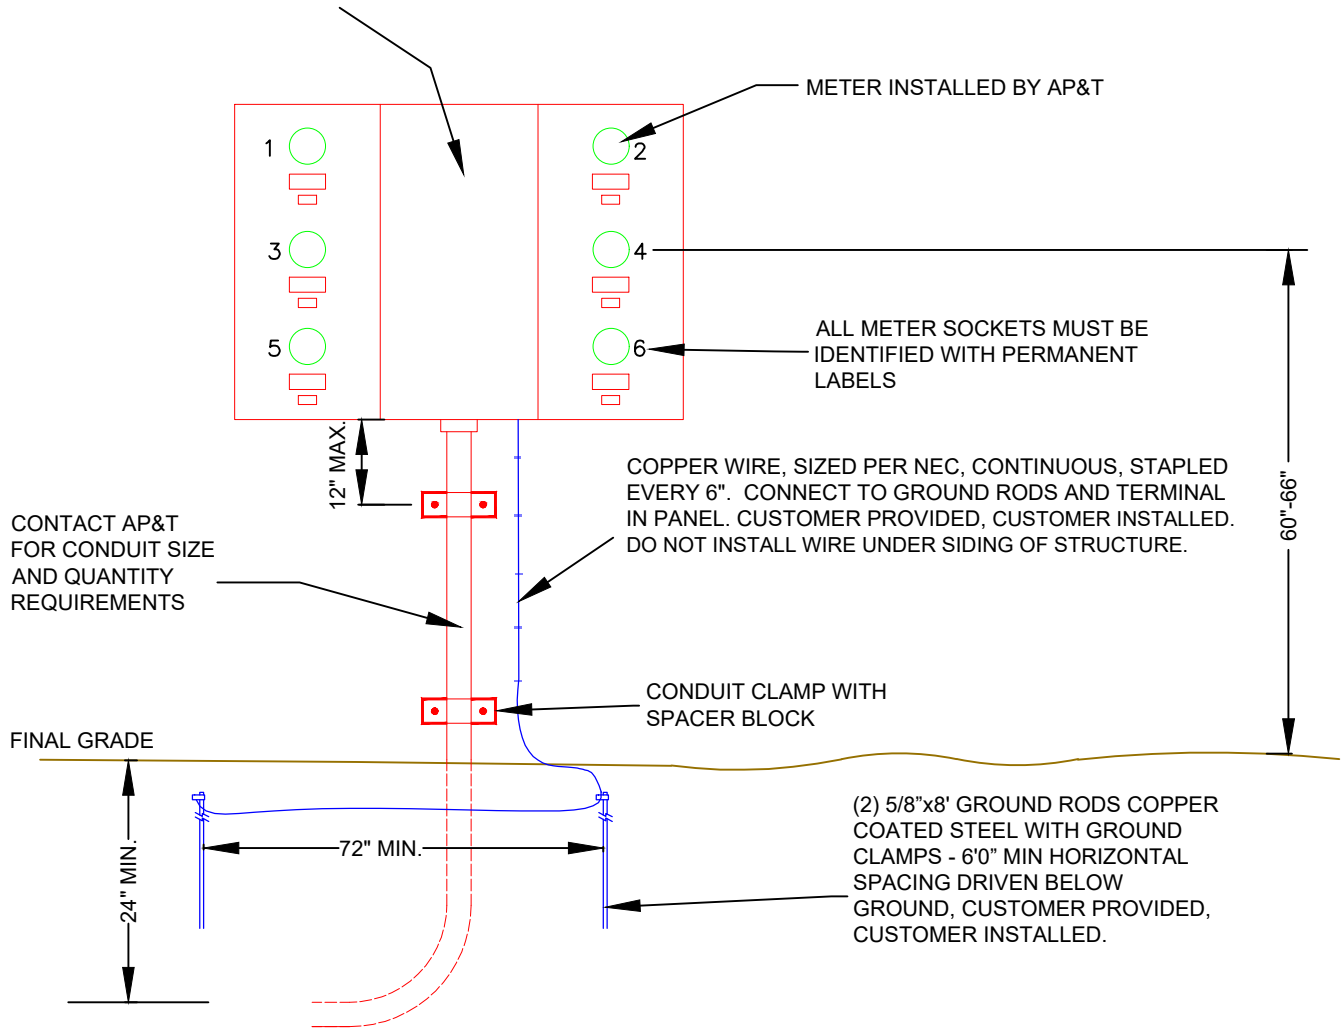 METER INSTALLED BY AP&T
1
2
3
4
5
6
ALL METER SOCKETS MUST BE
IDENTIFIED WITH PERMANENT
LABELS
12" MAX.
COPPER WIRE, SIZED PER NEC, CONTINUOUS, STAPLED
EVERY 6". CONNECT TO GROUND RODS AND TERMINAL
IN PANEL. CUSTOMER PROVIDED, CUSTOMER INSTALLED.
DO NOT INSTALL WIRE UNDER SIDING OF STRUCTURE.
60"-66"
CONTACT AP&T
FOR CONDUIT SIZE
AND QUANTITY
REQUIREMENTS
CONDUIT CLAMP WITH
SPACER BLOCK
FINAL GRADE
24" MIN.
72" MIN.
(2) 5/8”x8' GROUND RODS COPPER
COATED STEEL WITH GROUND
CLAMPS - 6'0” MIN HORIZONTAL
SPACING DRIVEN BELOW
GROUND, CUSTOMER PROVIDED,
CUSTOMER INSTALLED.